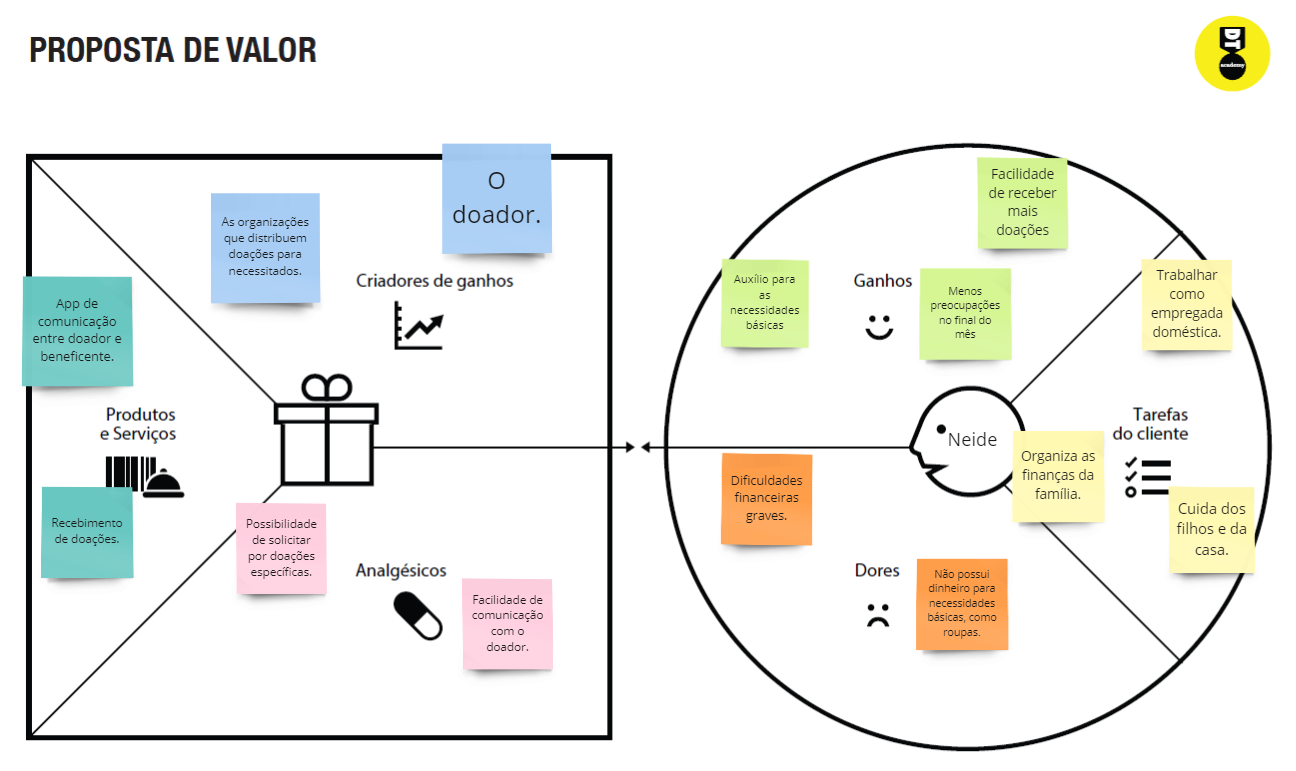 PROPOSTA DE VALOR
DT
academy
O
doador.
As organizações
que distribuem
doações para
necessitados.
Criadores de ganhos
App de
comunicação
entre doador e
beneficente.
Produtos
e Serviços
Recebimento
de doações.
Possibilidade
de solicitar
por doações
específicas.
Analgésicos
Facilidade de
comunicação
com o
doador.
Facilidade
de receber
mais
doações
Auxílio para
as
necessidades
básicas
Ganhos
Menos
preocupações
no final do
mês
Trabalhar
como
empregada
doméstica.
Neide
Tarefas
do cliente
Organiza as
finanças da
família.
Cuida dos
filhos e da
casa.
Dificuldades
financeiras
graves.
Dores
Não possui
dinheiro para
necessidades
básicas, como
roupas.